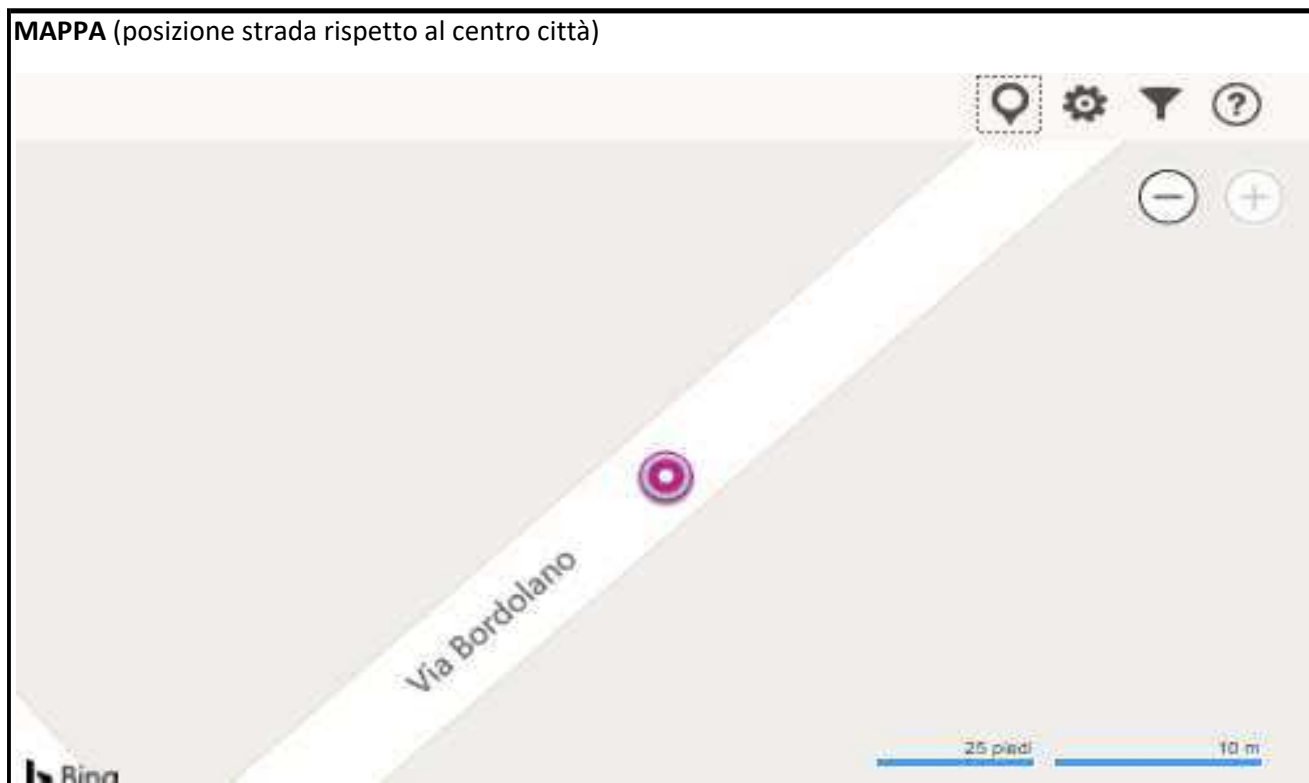 MAPPA (posizione strada rispetto al centro città)
?
Via Bordolano
25 piedi 10 m
Bing